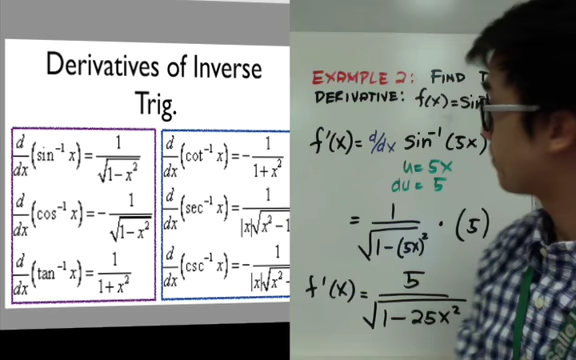 Derivatives of Inverse
Trig.
d/dx (sin⁻¹ x) = 1/√(1-x²)
d/dx (cot⁻¹ x) = - 1/(1+x²)
d/dx (cos⁻¹ x) = - 1/√(1-x²)
d/dx (sec⁻¹ x) = 1/(|x|√(x²-1
d/dx (tan⁻¹ x) = 1/(1+x²)
d/dx (csc⁻¹ x) = - 1/(|x|√(x²-
EXAMPLE 2: FIND T
DERIVATIVE: f(x)=sin
f'(x)= d/dx sin⁻¹(5x)
u=5x
du=5
= 1/√(1-(5x)²) · (5)
f'(x)= 5/√(1-25x²)